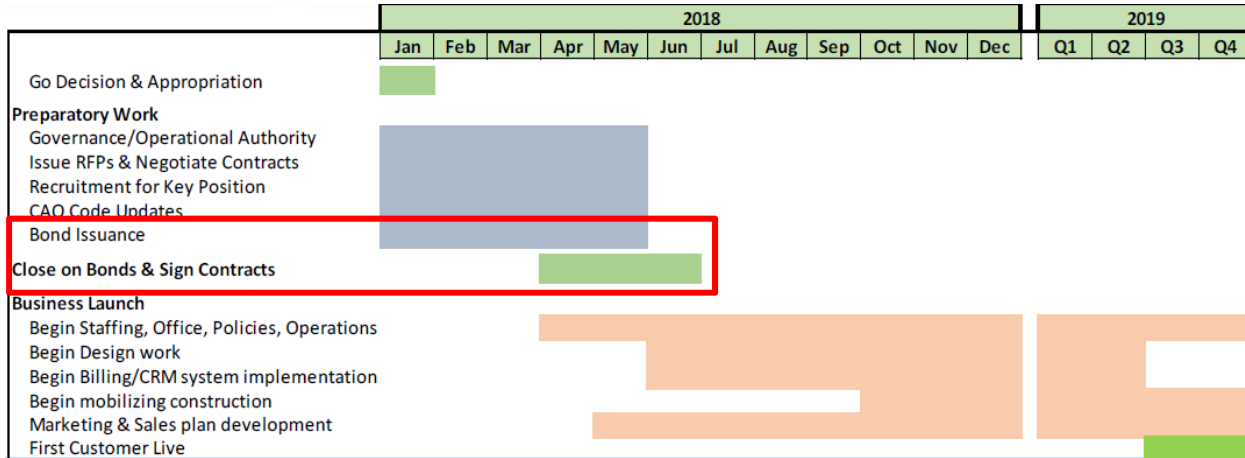 2018 2019
Jan Feb Mar Apr May Jun Jul Aug Sep Oct Nov Dec Q1 Q2 Q3 Q4
Go Decision & Appropriation
Preparatory Work
Governance/Operational Authority
Issue RFPs & Negotiate Contracts
Recruitment for Key Position
CAO Code Updates
Bond Issuance
Close on Bonds & Sign Contracts
Business Launch
Begin Staffing, Office, Policies, Operations
Begin Design work
Begin Billing/CRM system implementation
Begin mobilizing construction
Marketing & Sales plan development
First Customer Live